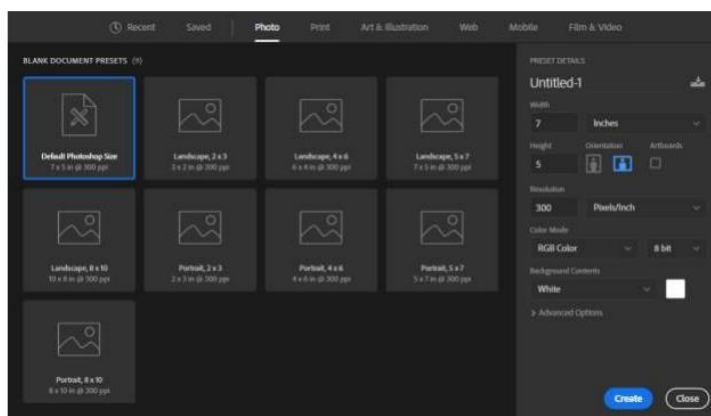 Recent Saved Photo Print Art & Illustration Web Mobile Film & Video
BLANK DOCUMENT PRESETS (9)
Default Photoshop Size
7 x 5 in @ 300 ppi
Landscape, 2 x 3
3 x 2 in @ 300 ppi
Landscape, 4 x 6
6 x 4 in @ 300 ppi
Landscape, 5 x 7
7 x 5 in @ 300 ppi
Landscape, 8 x 10
10 x 8 in @ 300 ppi
Portrait, 2 x 3
2 x 3 in @ 300 ppi
Portrait, 4 x 6
4 x 6 in @ 300 ppi
Portrait, 5 x 7
5 x 7 in @ 300 ppi
Portrait, 8 x 10
8 x 10 in @ 300 ppi
PRESET DETAILS
Untitled-1
Width
7 Inches
Height Orientation Artboards
5
Resolution
300 Pixels/Inch
Color Mode
RGB Color 8 bit
Background Contents
White
> Advanced Options
Create Close